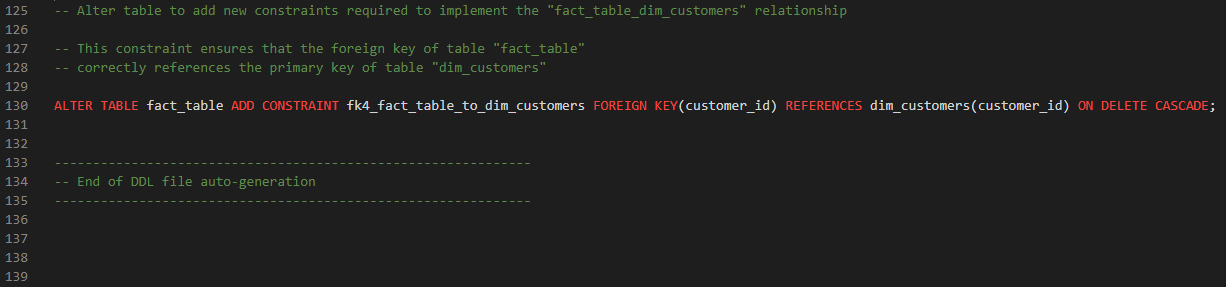 125 -- Alter table to add new constraints required to implement the "fact_table_dim_customers" relationship
126
127 -- This constraint ensures that the foreign key of table "fact_table"
128 -- correctly references the primary key of table "dim_customers"
129
130 ALTER TABLE fact_table ADD CONSTRAINT fk4_fact_table_to_dim_customers FOREIGN KEY(customer_id) REFERENCES dim_customers(customer_id) ON DELETE CASCADE;
131
132
133 --------------------------------------------------------------
134 -- End of DDL file auto-generation
135 --------------------------------------------------------------
136
137
138
139